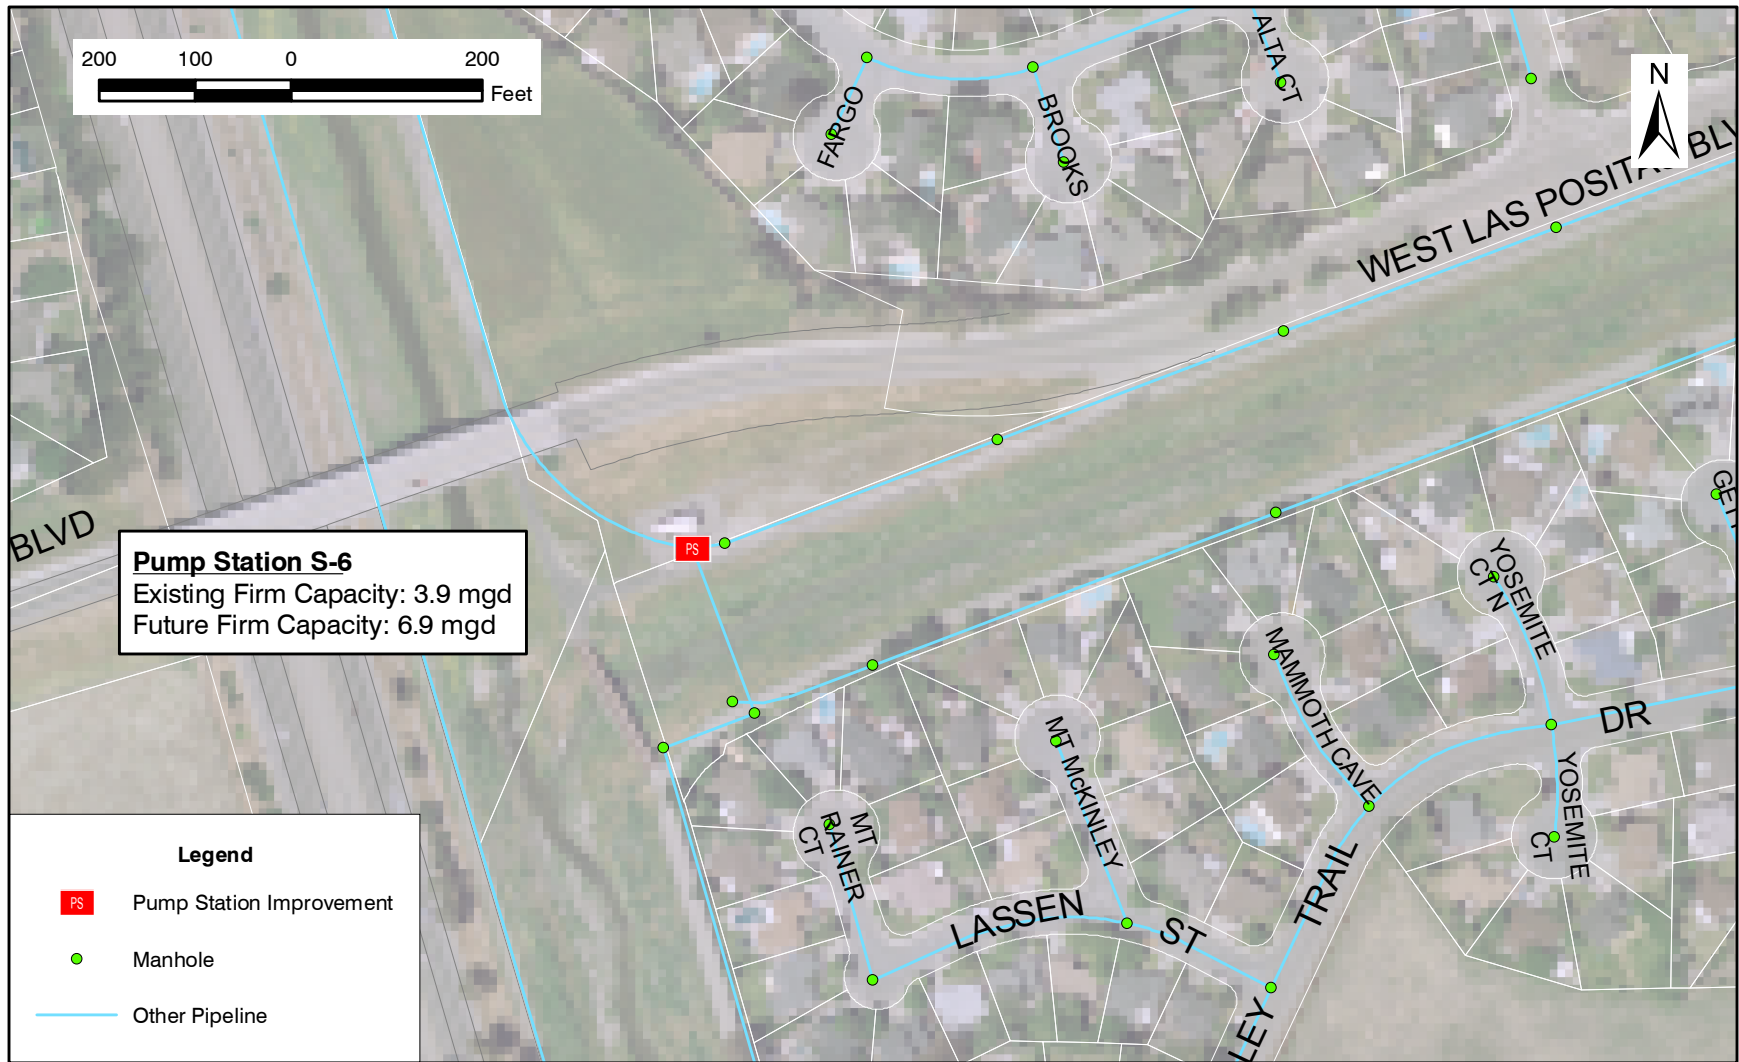 200 100 0 200
Feet
N
FARGO
BROOKS
ALTA CT
WEST LAS POSITAS BLV
BLVD
PS
Pump Station S-6
Existing Firm Capacity: 3.9 mgd
Future Firm Capacity: 6.9 mgd
YOSEMITE
CT N
MAMMOTH CAVE
DR
MT McKINLEY
YOSEMITE
CT
MT
RAINER
CT
LASSEN ST
TRAIL
LEY
Legend
PS Pump Station Improvement
Manhole
Other Pipeline